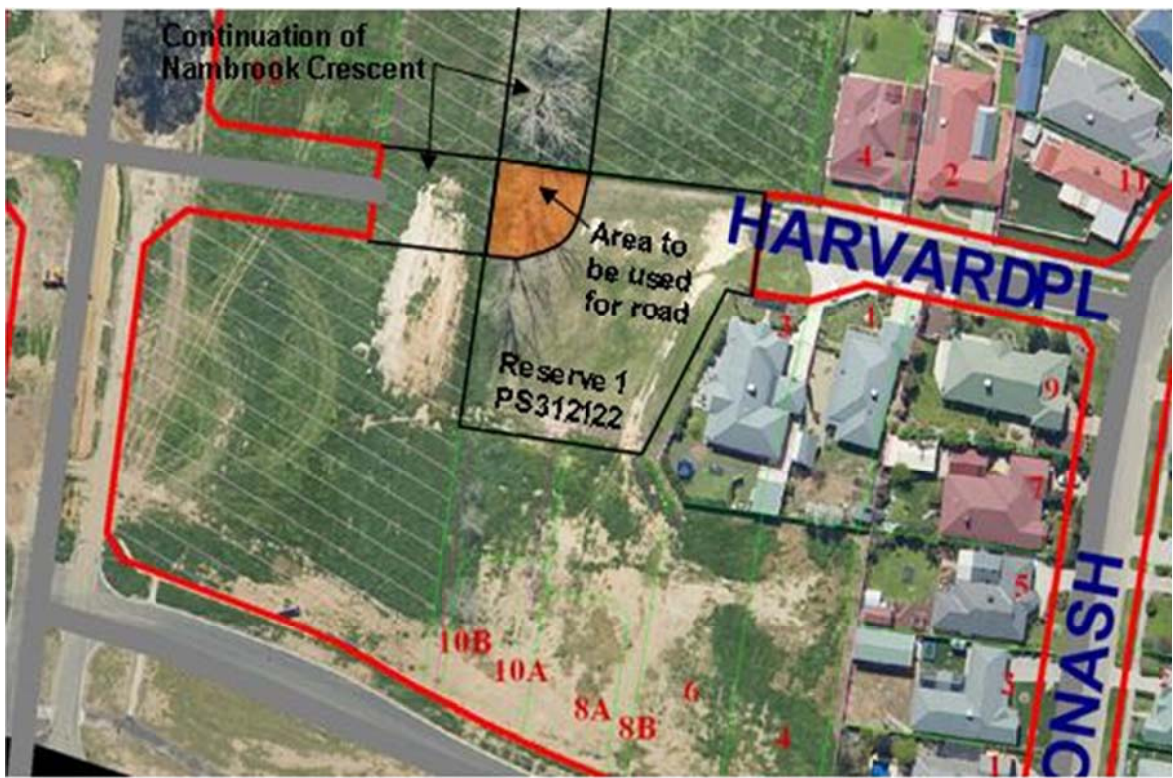 Continuation of
Nambrook Crescent
4
2
11
HARVARDPL
Area to
be used
for road
3
1
Reserve 1
PS312122
9
7
5
3
ONASH
10B
10A
8A
8B
6
4
1